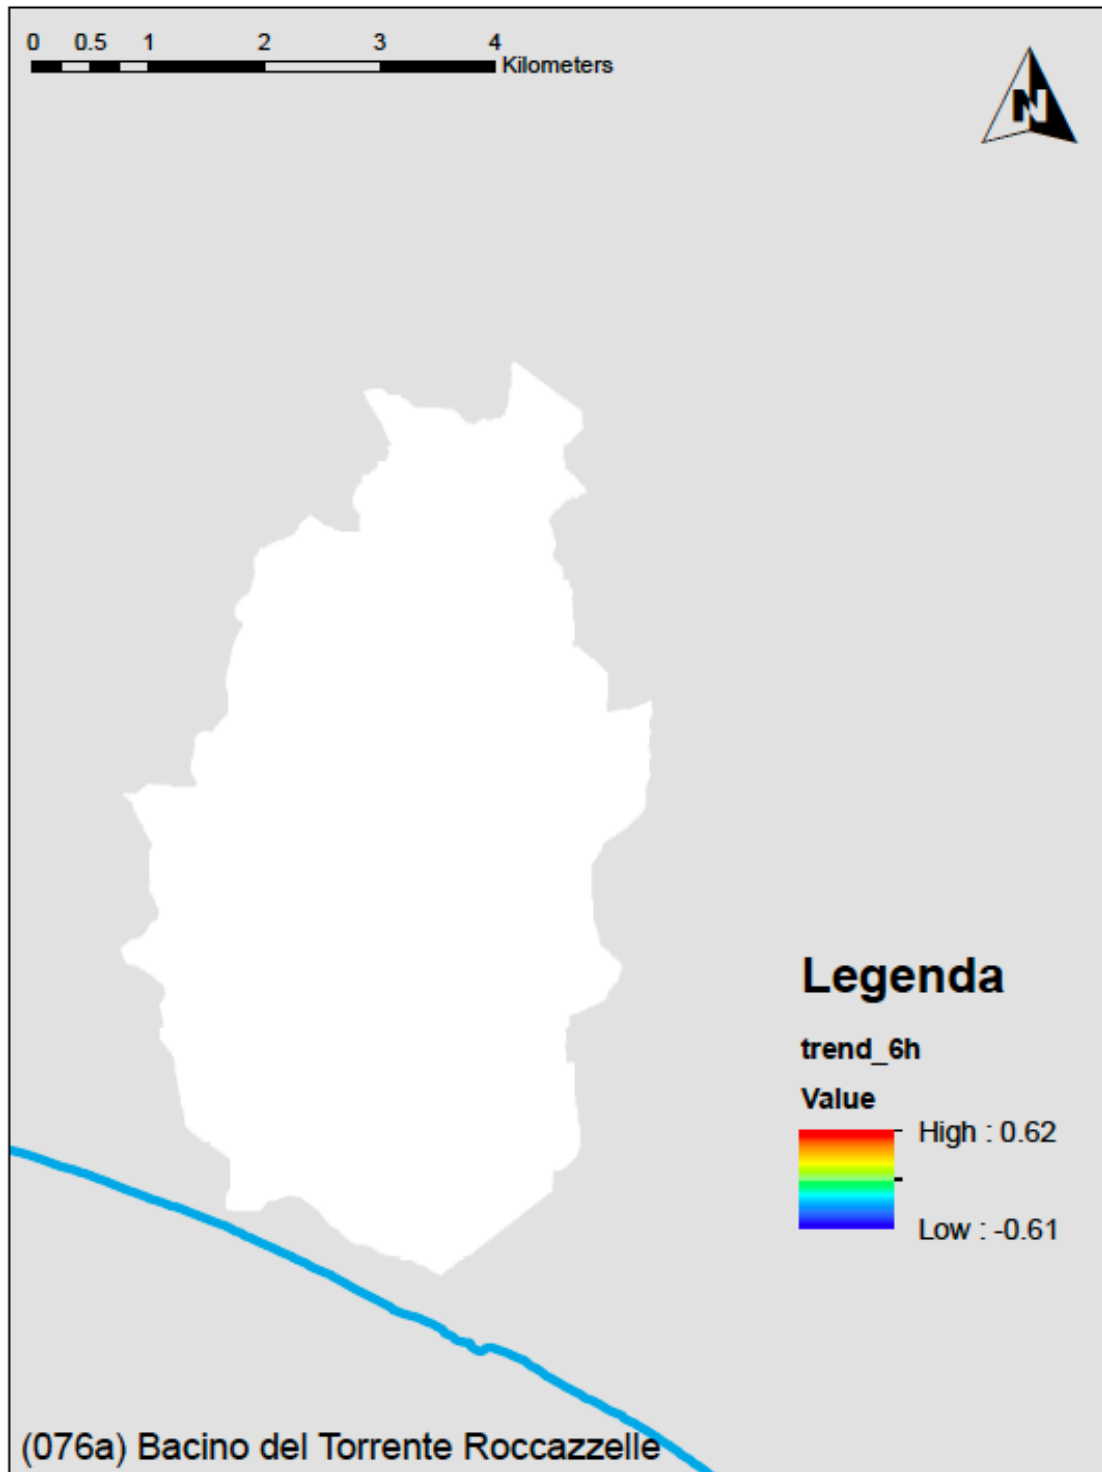 0 0.5 1 2 3 4
Kilometers
N
Legenda
trend_6h
Value
High : 0.62
Low : -0.61
(076a) Bacino del Torrente Roccazzelle